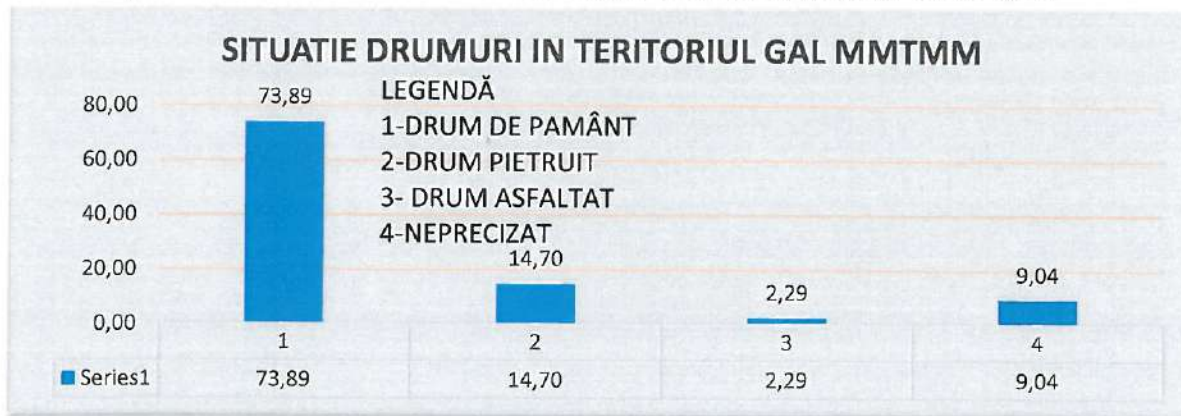 SITUATIE DRUMURI IN TERITORIUL GAL MMTMM
LEGENDĂ
1-DRUM DE PAMÂNT
2-DRUM PIETRUIT
3- DRUM ASFALTAT
4-NEPRECIZAT
80,00
60,00
40,00
20,00
0,00
73,89
14,70
2,29
9,04
1 2 3 4
Series1 73,89 14,70 2,29 9,04